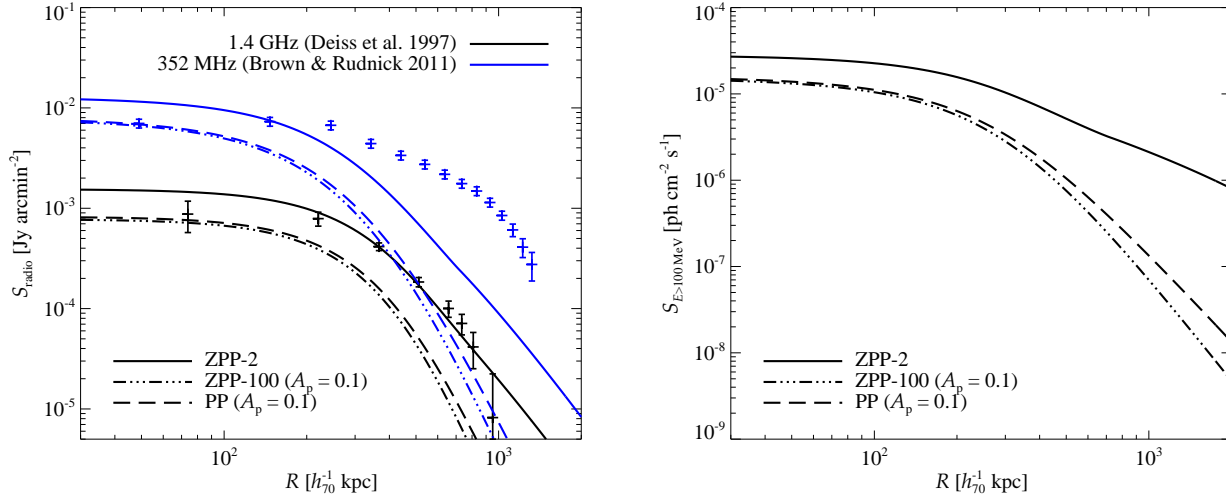 1.4 GHz (Deiss et al. 1997)
352 MHz (Brown & Rudnick 2011)
ZPP-2
ZPP-100 (A_p = 0.1)
PP (A_p = 0.1)
S_radio [Jy arcmin^-2]
10^-1
10^-2
10^-3
10^-4
10^-5
10^2
10^3
R [h_70^-1 kpc]
ZPP-2
ZPP-100 (A_p = 0.1)
PP (A_p = 0.1)
S_E>100 MeV [ph cm^-2 s^-1]
10^-3
10^-4
10^-5
10^-6
10^-7
10^-8
10^-9
10^2
10^3
R [h_70^-1 kpc]